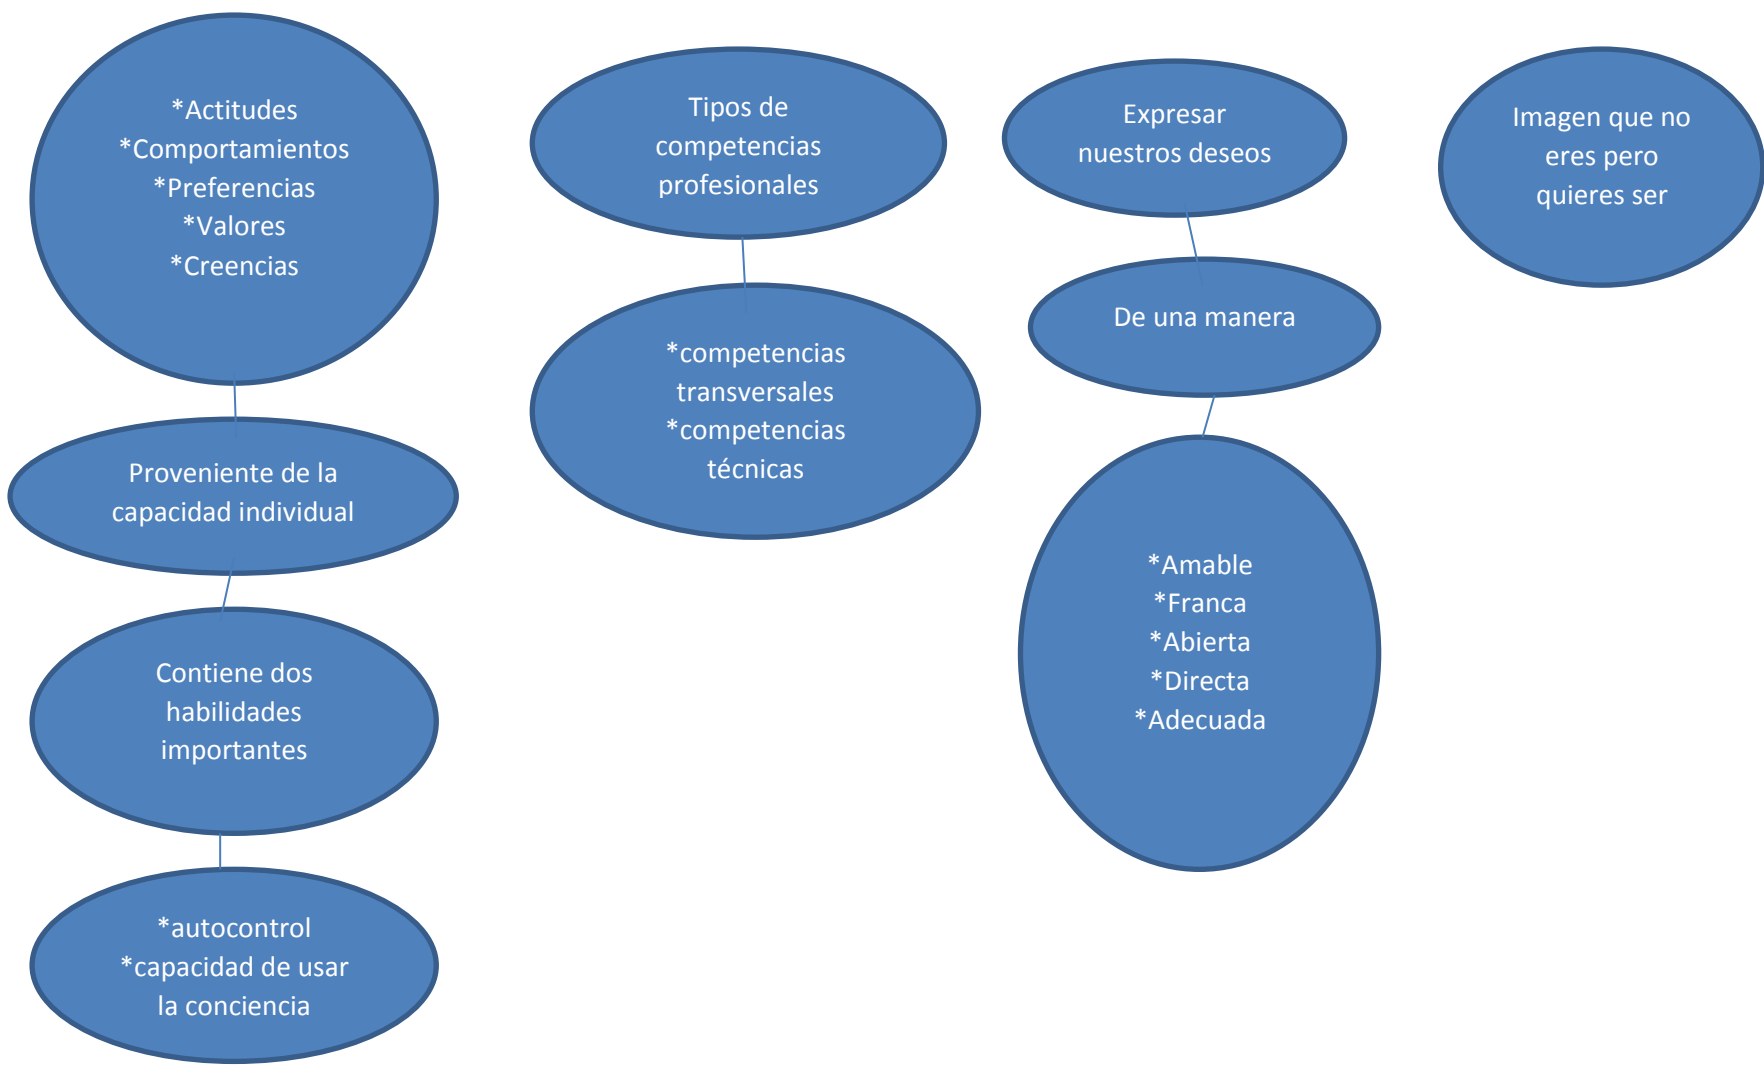 *Actitudes
*Comportamientos
*Preferencias
*Valores
*Creencias
Proveniente de la
capacidad individual
Contiene dos
habilidades
importantes
*autocontrol
*capacidad de usar
la conciencia
Tipos de
competencias
profesionales
*competencias
transversales
*competencias
técnicas
Expresar
nuestros deseos
De una manera
*Amable
*Franca
*Abierta
*Directa
*Adecuada
Imagen que no
eres pero
quieres ser